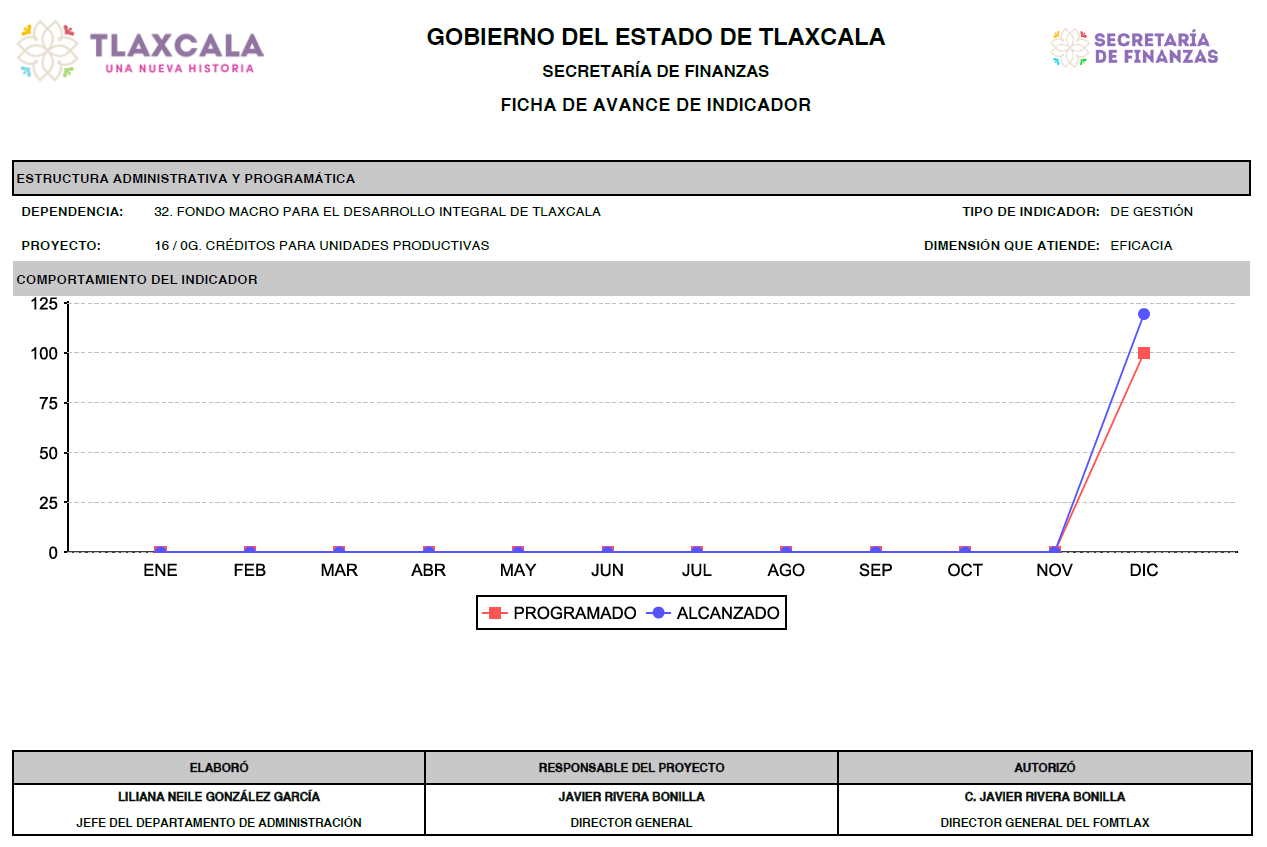 TLAXCALA
UNA NUEVA HISTORIA
GOBIERNO DEL ESTADO DE TLAXCALA
SECRETARÍA DE FINANZAS
FICHA DE AVANCE DE INDICADOR
SECRETARÍA
DE FINANZAS
ESTRUCTURA ADMINISTRATIVA Y PROGRAMÁTICA
DEPENDENCIA: 32. FONDO MACRO PARA EL DESARROLLO INTEGRAL DE TLAXCALA TIPO DE INDICADOR: DE GESTIÓN
PROYECTO: 16 / 0G. CRÉDITOS PARA UNIDADES PRODUCTIVAS DIMENSIÓN QUE ATIENDE: EFICACIA
COMPORTAMIENTO DEL INDICADOR
125
100
75
50
25
0
ENE FEB MAR ABR MAY JUN JUL AGO SEP OCT NOV DIC
PROGRAMADO ALCANZADO
ELABORÓ RESPONSABLE DEL PROYECTO AUTORIZÓ
LILIANA NEILE GONZÁLEZ GARCÍA JAVIER RIVERA BONILLA C. JAVIER RIVERA BONILLA
JEFE DEL DEPARTAMENTO DE ADMINISTRACIÓN DIRECTOR GENERAL DIRECTOR GENERAL DEL FOMTLAX